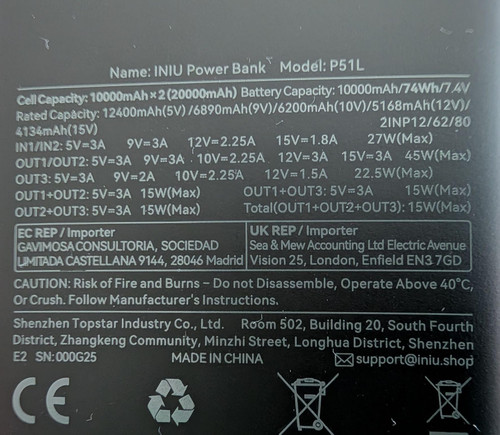 Name: INIU Power Bank Model: P51L
Cell Capacity: 10000mAh×2 (20000mAh) Battery Capacity: 10000mAh/74Wh/7.4V
Rated Capacity: 12400mAh(5V) /6890mAh(9V)/6200mAh(10V)/5168mAh(12V)/
4134mAh(15V) 2INP12/62/80
IN1/IN2: 5V=3A 9V=3A 12V=2.25A 15V=1.8A 27W(Max)
OUT1/OUT2: 5V=3A 9V=3A 10V=2.25A 12V=3A 15V=3A 45W(Max)
OUT3: 5V=3A 9V=2A 10V=2.25A 12V=1.5A 22.5W(Max)
OUT1+OUT2: 5V=3A 15W(Max) OUT1+OUT3: 5V=3A 15W(Max)
OUT2+OUT3: 5V=3A 15W(Max) Total(OUT1+OUT2+OUT3): 15W(Max)
EC REP / Importer
GAVIMOSA CONSULTORIA, SOCIEDAD
LIMITADA CASTELLANA 9144, 28046 Madrid
UK REP / Importer
Sea & Mew Accounting Ltd Electric Avenue
Vision 25, London, Enfield EN3 7GD
CAUTION: Risk of Fire and Burns – Do not Disassemble, Operate Above 40°C,
Or Crush. Follow Manufacturer's Instructions.
Shenzhen Topstar Industry Co., Ltd. Room 502, Building 20, South Fourth
District, Zhangkeng Community, Minzhi Street, Longhua District, Shenzhen
E2 SN:000G25 MADE IN CHINA support@iniu.shop
CE